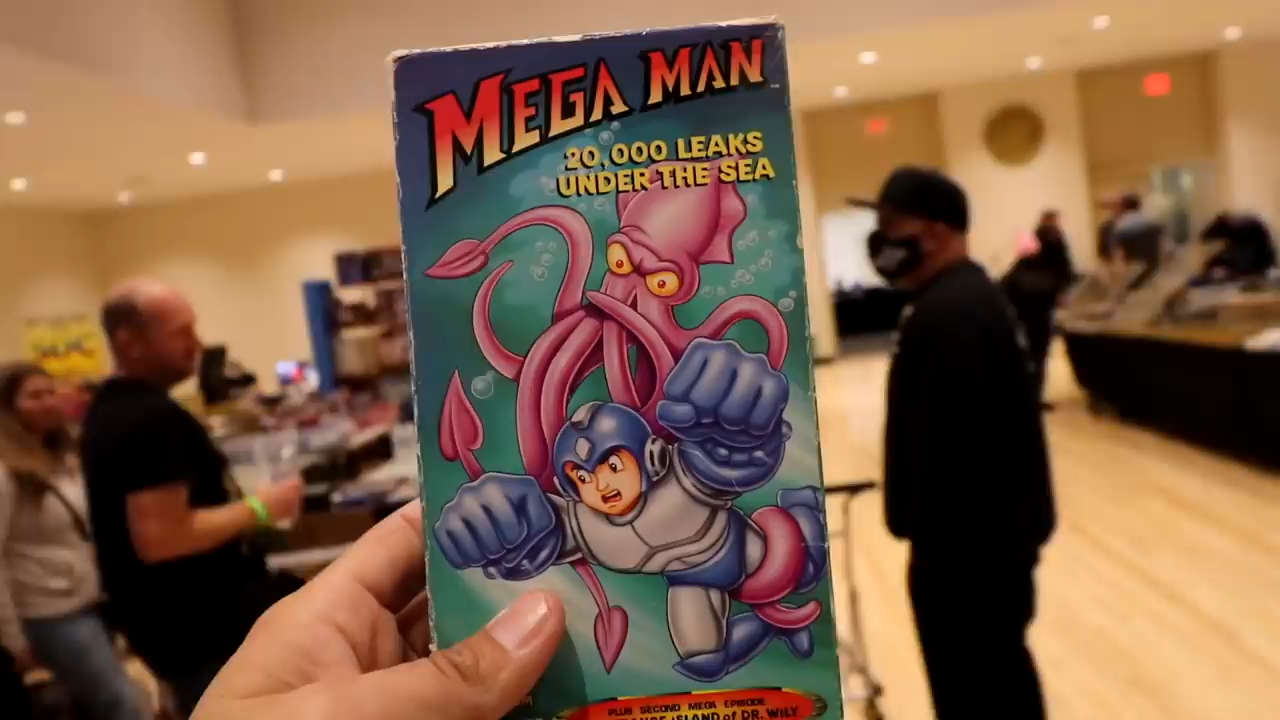 MEGA MAN
20,000 LEAKS
UNDER THE SEA
PLUS SECOND MEGA EPISODE
ISLAND of DR. WILY